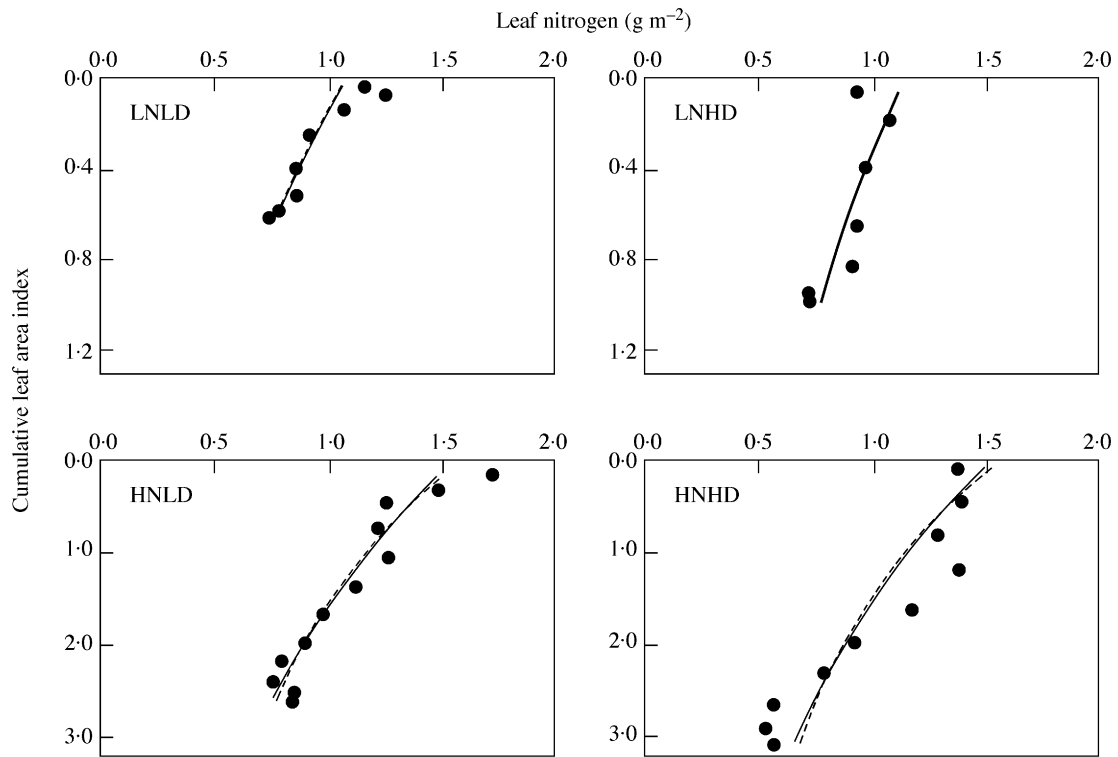 Leaf nitrogen (g m⁻²)
0·0 0·5 1·0 1·5 2·0 0·0 0·5 1·0 1·5 2·0
0·0 0·0
LNLD LNHD
0·4 0·4
0·8 0·8
1·2 1·2
Cumulative leaf area index
0·0 0·5 1·0 1·5 2·0 0·0 0·5 1·0 1·5 2·0
0·0 0·0
HNLD HNHD
1·0 1·0
2·0 2·0
3·0 3·0